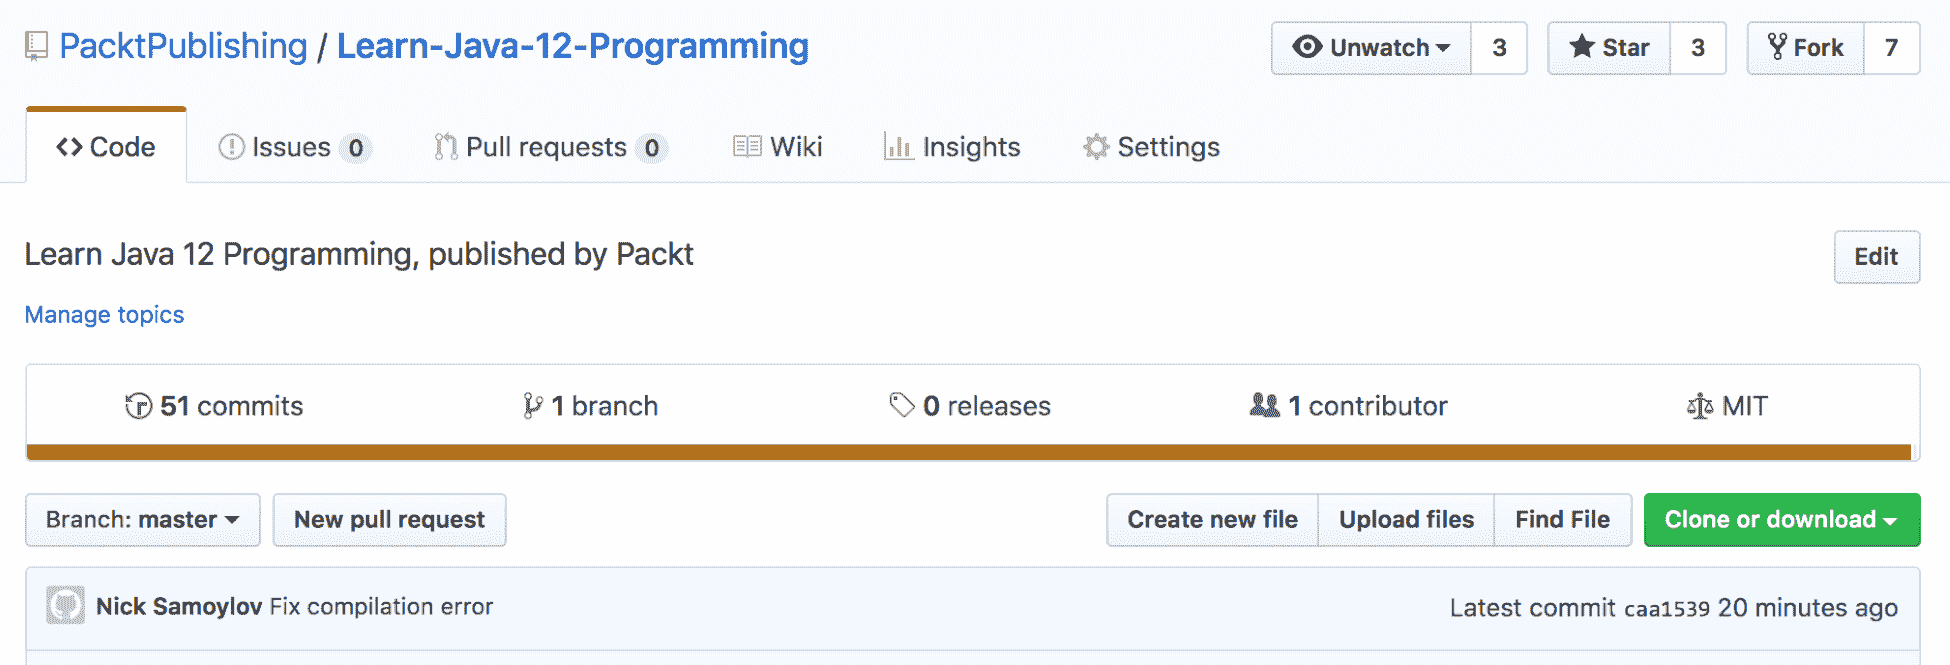 PacktPublishing / Learn-Java-12-Programming Unwatch 3 Star 3 Fork 7
Code Issues 0 Pull requests 0 Wiki Insights Settings
Learn Java 12 Programming, published by Packt Edit
Manage topics
51 commits 1 branch 0 releases 1 contributor MIT
Branch: master New pull request Create new file Upload files Find File Clone or download
Nick Samoylov Fix compilation error Latest commit caa1539 20 minutes ago